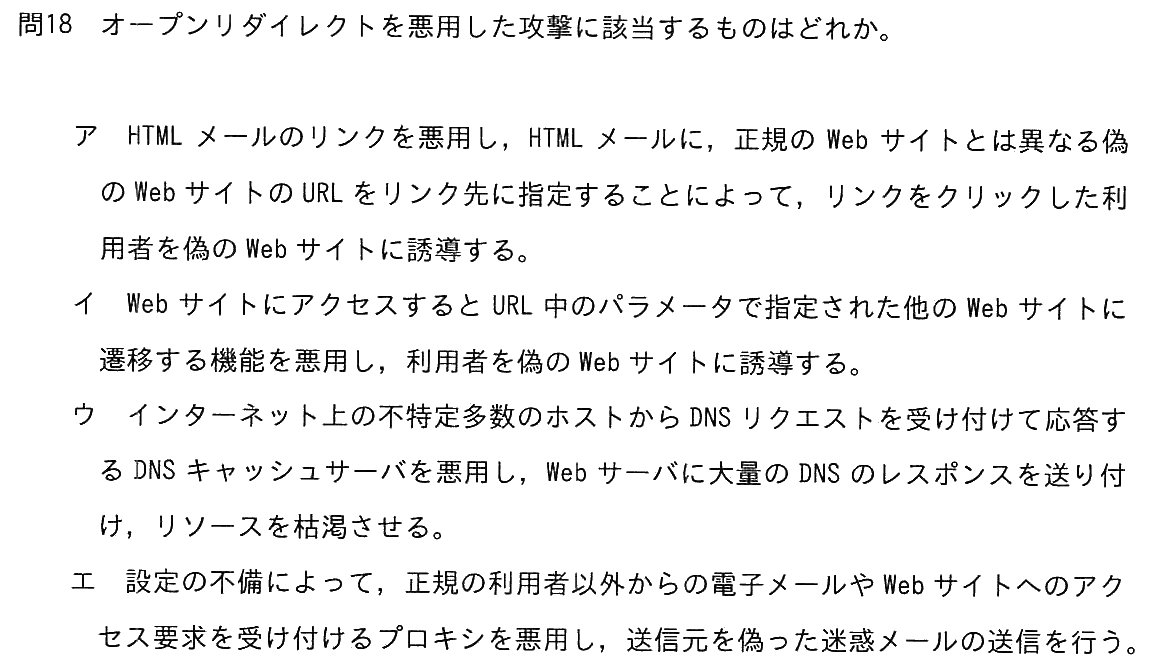 問18　オープンリダイレクトを悪用した攻撃に該当するものはどれか。
ア　HTML メールのリンクを悪用し，HTML メールに，正規の Web サイトとは異なる偽
の Web サイトの URL をリンク先に指定することによって，リンクをクリックした利
用者を偽の Web サイトに誘導する。
イ　Web サイトにアクセスすると URL 中のパラメータで指定された他の Web サイトに
遷移する機能を悪用し，利用者を偽の Web サイトに誘導する。
ウ　インターネット上の不特定多数のホストから DNS リクエストを受け付けて応答す
る DNS キャッシュサーバを悪用し，Web サーバに大量の DNS のレスポンスを送り付
け，リソースを枯渇させる。
エ　設定の不備によって，正規の利用者以外からの電子メールや Web サイトへのアク
セス要求を受け付けるプロキシを悪用し，送信元を偽った迷惑メールの送信を行う。